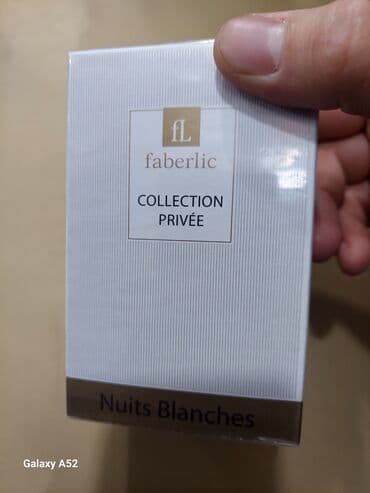 fL
faberlic
COLLECTION
PRIVÉE
Nuits Blanches
Galaxy A52